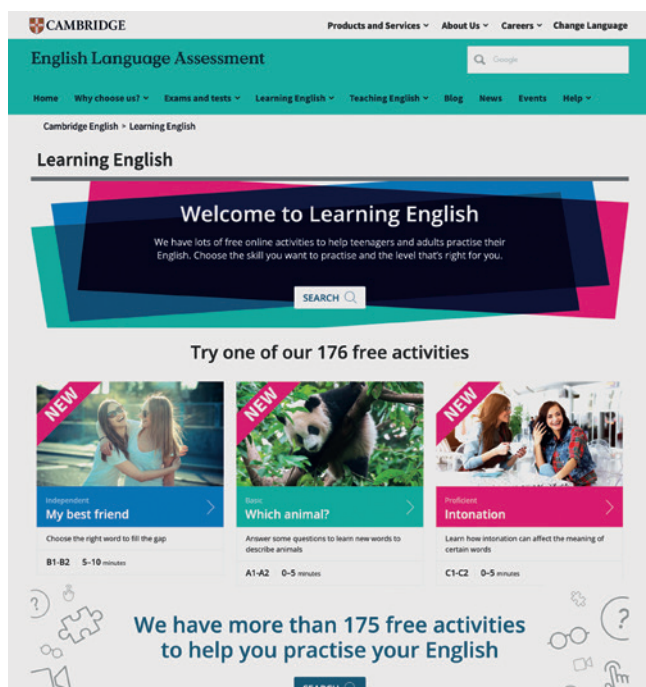 CAMBRIDGE
Products and Services About Us Careers Change Language
English Language Assessment
Google
Home Why choose us? Exams and tests Learning English Teaching English Blog News Events Help
Cambridge English > Learning English
Learning English
Welcome to Learning English
We have lots of free online activities to help teenagers and adults practise their
English. Choose the skill you want to practise and the level that's right for you.
SEARCH
Try one of our 176 free activities
NEW
NEW
NEW
Independent
My best friend
Choose the right word to fill the gap
B1-B2 5–10 minutes
Basic
Which animal?
Answer some questions to learn new words to
describe animals
A1-A2 0–5 minutes
Proficient
Intonation
Learn how intonation can affect the meaning of
certain words
C1-C2 0–5 minutes
We have more than 175 free activities
to help you practise your English
SEARCH